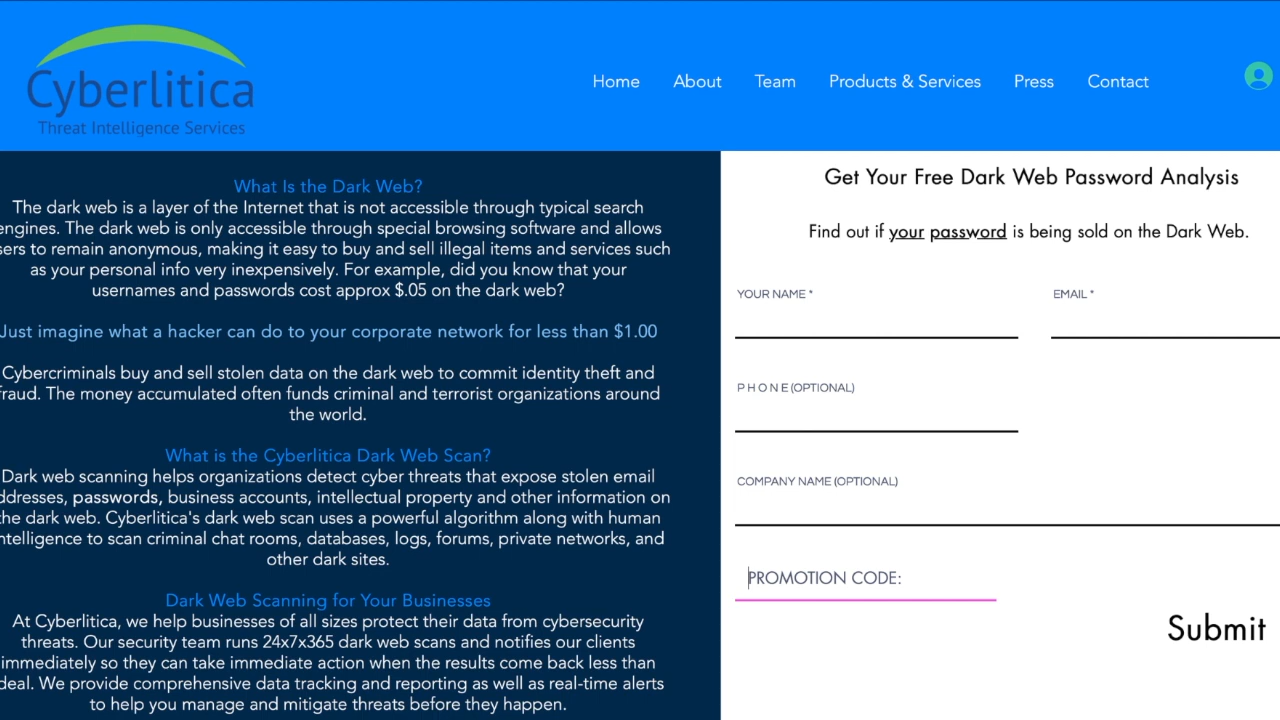 Cyberlitica
Threat Intelligence Services
Home About Team Products & Services Press Contact
What Is the Dark Web?
The dark web is a layer of the Internet that is not accessible through typical search
engines. The dark web is only accessible through special browsing software and allows
sers to remain anonymous, making it easy to buy and sell illegal items and services such
as your personal info very inexpensively. For example, did you know that your
usernames and passwords cost approx $.05 on the dark web?
Just imagine what a hacker can do to your corporate network for less than $1.00
Cybercriminals buy and sell stolen data on the dark web to commit identity theft and
fraud. The money accumulated often funds criminal and terrorist organizations around
the world.
What is the Cyberlitica Dark Web Scan?
Dark web scanning helps organizations detect cyber threats that expose stolen email
ddresses, passwords, business accounts, intellectual property and other information on
the dark web. Cyberlitica's dark web scan uses a powerful algorithm along with human
ntelligence to scan criminal chat rooms, databases, logs, forums, private networks, and
other dark sites.
Dark Web Scanning for Your Businesses
At Cyberlitica, we help businesses of all sizes protect their data from cybersecurity
threats. Our security team runs 24x7x365 dark web scans and notifies our clients
immediately so they can take immediate action when the results come back less than
deal. We provide comprehensive data tracking and reporting as well as real-time alerts
to help you manage and mitigate threats before they happen.
Get Your Free Dark Web Password Analysis
Find out if your password is being sold on the Dark Web.
YOUR NAME * EMAIL *
P H O N E (OPTIONAL)
COMPANY NAME (OPTIONAL)
PROMOTION CODE:
Submit